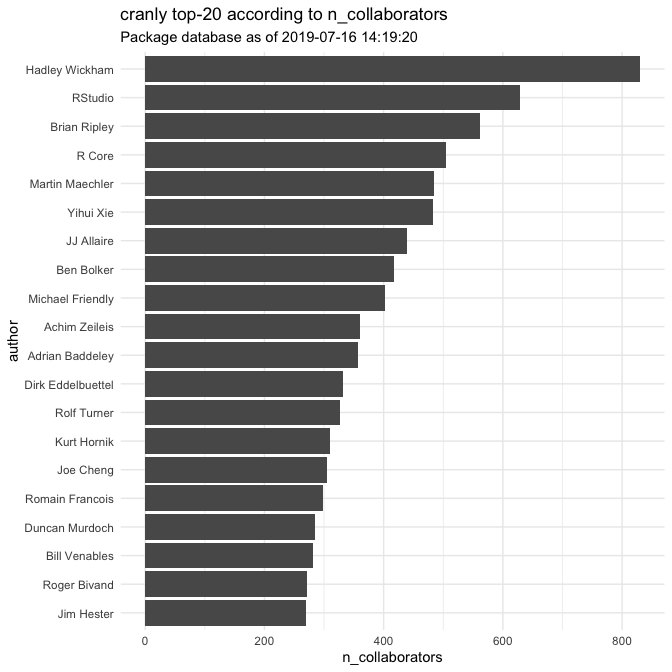 cranly top-20 according to n_collaborators
Package database as of 2019-07-16 14:19:20
Hadley Wickham
RStudio
Brian Ripley
R Core
Martin Maechler
Yihui Xie
JJ Allaire
Ben Bolker
Michael Friendly
Achim Zeileis
Adrian Baddeley
Dirk Eddelbuettel
Rolf Turner
Kurt Hornik
Joe Cheng
Romain Francois
Duncan Murdoch
Bill Venables
Roger Bivand
Jim Hester
author
0 200 400 600 800
n_collaborators